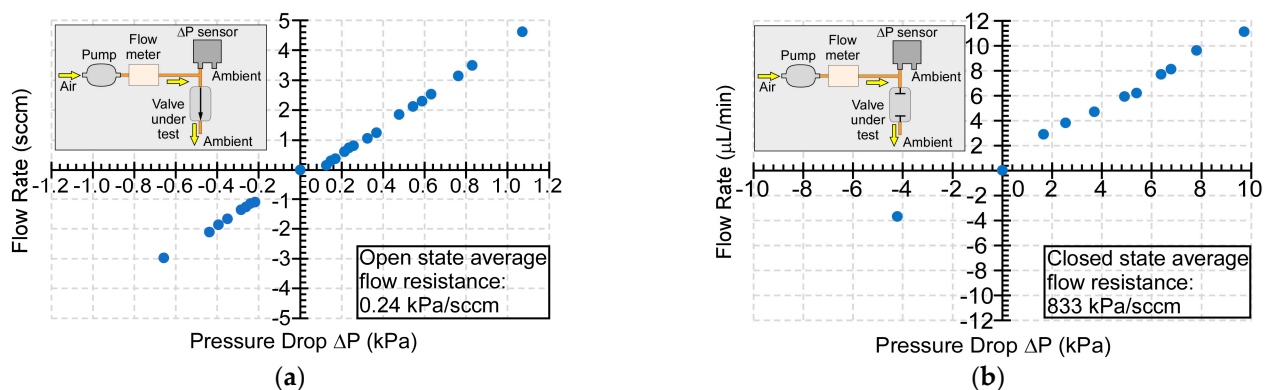 Flow Rate (sccm)
5
4
3
2
1
0
-1
-2
-3
-4
-5
-1.2
-1.0
-0.8
-0.6
-0.4
-0.2
0.2
0.4
0.6
0.8
1.0
1.2
Pump
Flow
meter
ΔP sensor
Ambient
Air
Valve
under
test
Ambient
Open state average
flow resistance:
0.24 kPa/sccm
Pressure Drop ΔP (kPa)
(a)
Flow Rate (μL/min)
12
10
8
6
4
2
0
-2
-4
-6
-8
-10
-12
-10
-8
-6
-4
-2
2
4
6
8
10
Pump
Flow
meter
ΔP sensor
Ambient
Air
Valve
under
test
Ambient
Closed state average
flow resistance:
833 kPa/sccm
Pressure Drop ΔP (kPa)
(b)